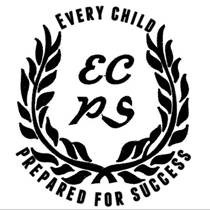 EVERY CHILD
EC
PS
PREPARED FOR SUCCESS